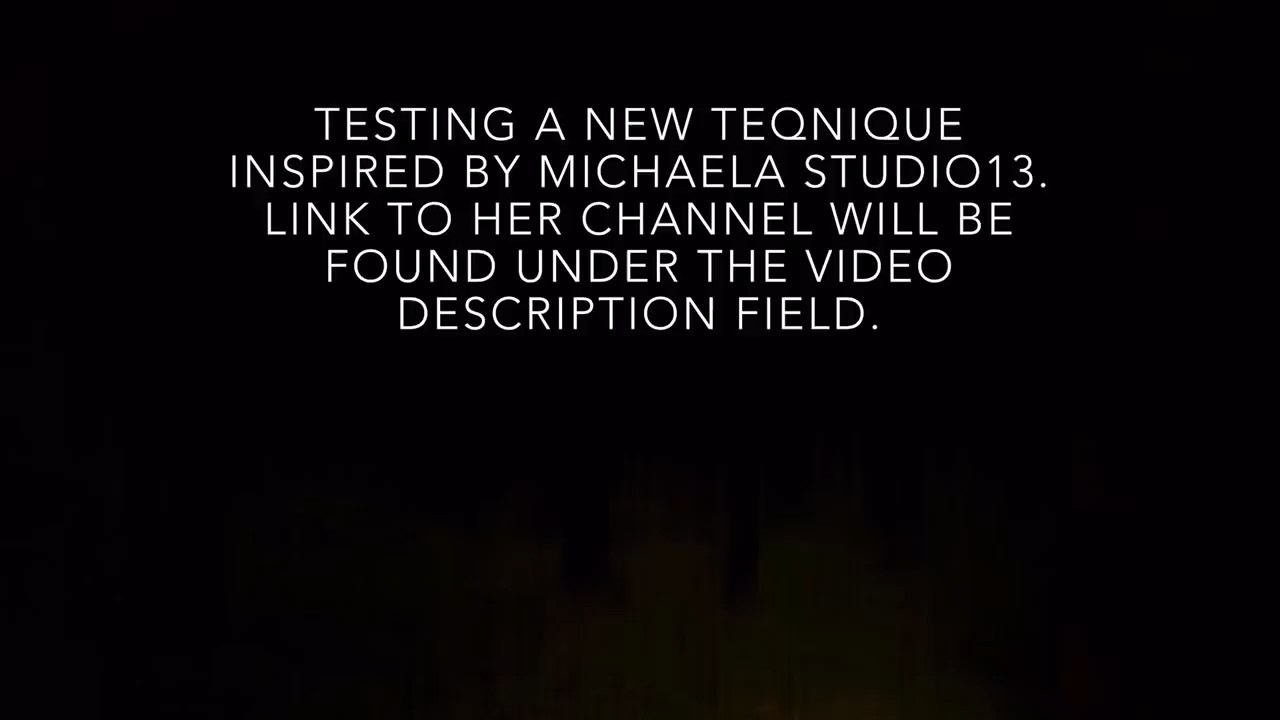 TESTING A NEW TEQNIQUE
INSPIRED BY MICHAELA STUDIO13.
LINK TO HER CHANNEL WILL BE
FOUND UNDER THE VIDEO
DESCRIPTION FIELD.